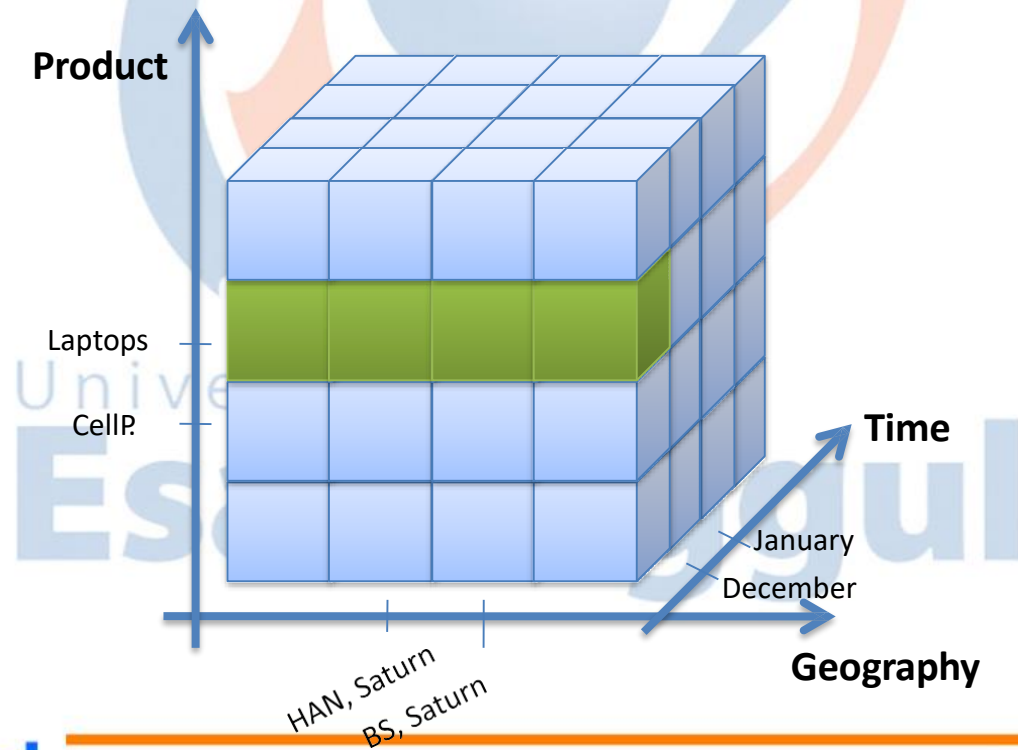 Product
Laptops
CellP.
Time
January
December
Geography
HAN, Saturn
BS, Saturn